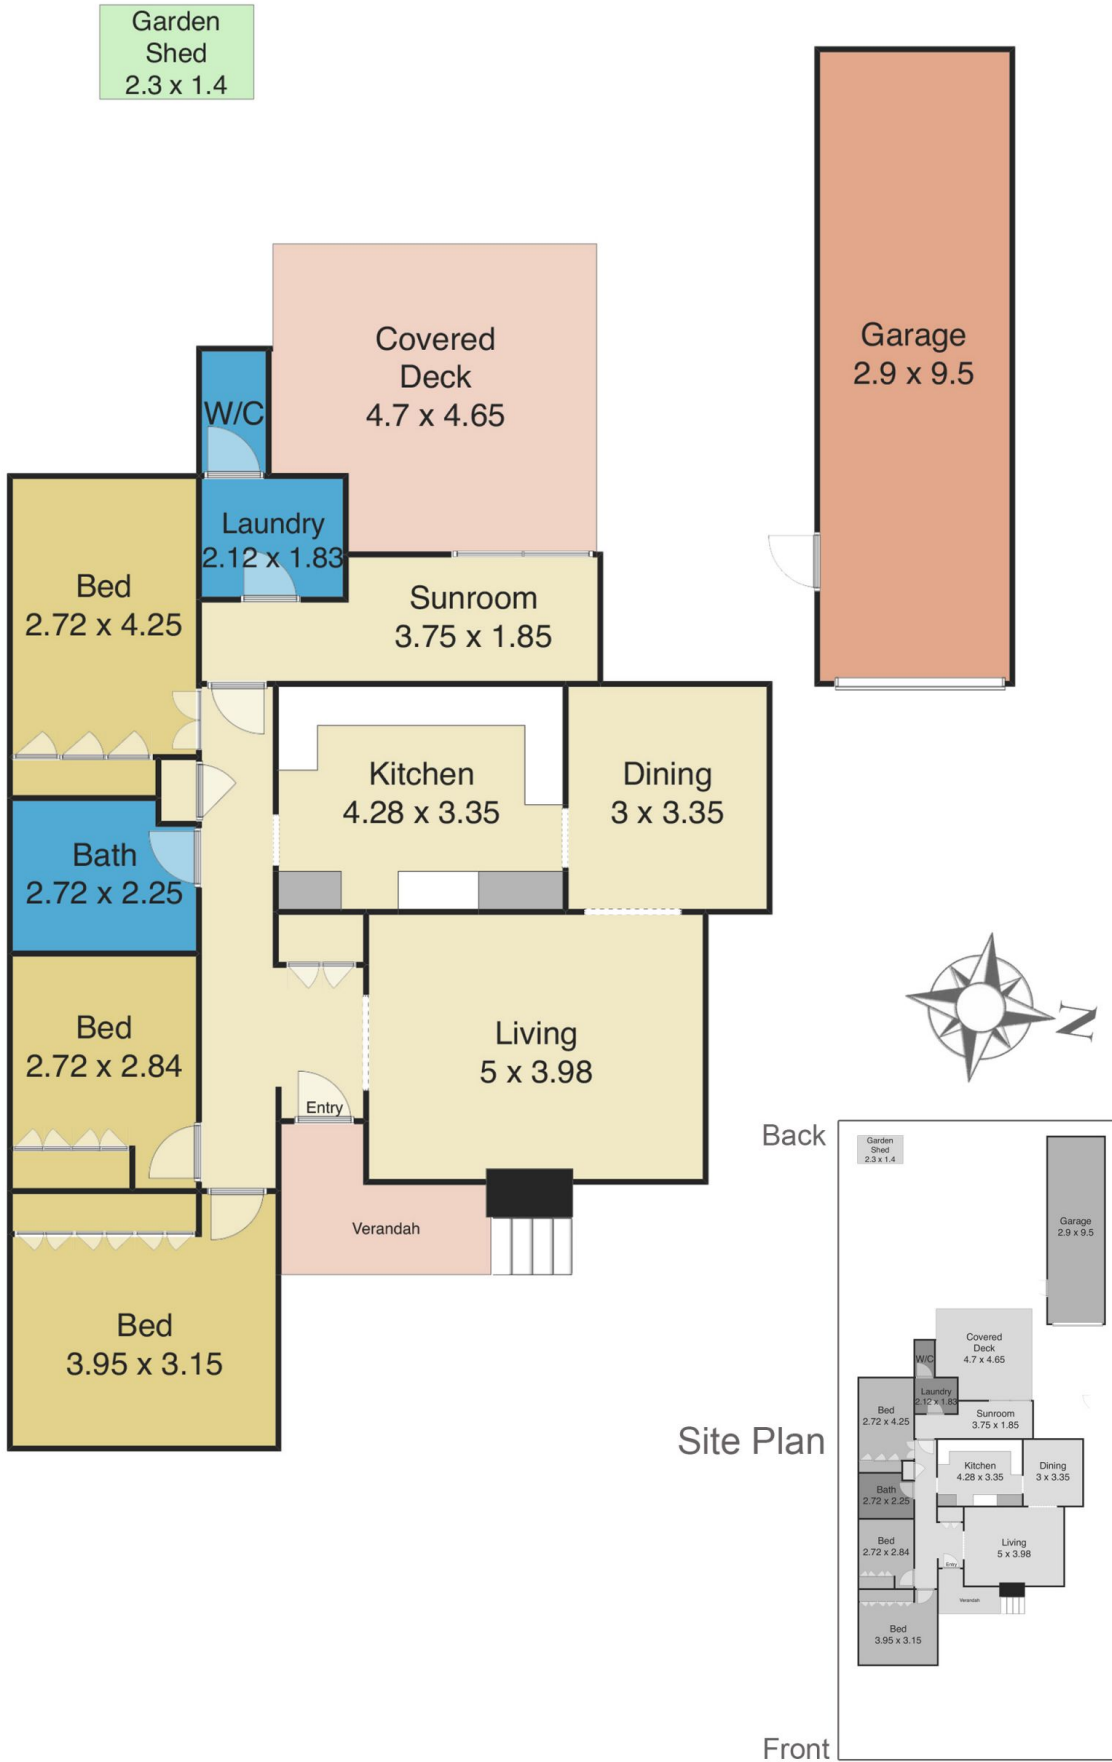 Garden
Shed
2.3 x 1.4
Garage
2.9 x 9.5
Covered
Deck
4.7 x 4.65
W/C
Laundry
2.12 x 1.83
Bed
2.72 x 4.25
Sunroom
3.75 x 1.85
Kitchen
4.28 x 3.35
Dining
3 x 3.35
Bath
2.72 x 2.25
Bed
2.72 x 2.84
Living
5 x 3.98
Entry
Verandah
Bed
3.95 x 3.15
N
Back
Garden
Shed
2.3 x 1.4
Garage
2.9 x 9.5
Covered
Deck
4.7 x 4.65
W/C
Laundry
2.12 x 1.83
Bed
2.72 x 4.25
Sunroom
3.75 x 1.85
Site Plan
Kitchen
4.28 x 3.35
Dining
3 x 3.35
Bath
2.72 x 2.25
Bed
2.72 x 2.84
Living
5 x 3.98
Entry
Verandah
Bed
3.95 x 3.15
Front